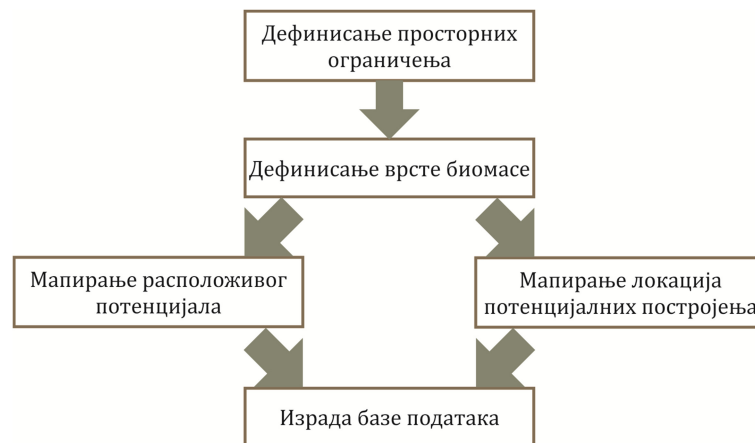 Дефинисање просторних
ограничења
Дефинисање врсте биомасе
Мапирање расположивог
потенцијала
Мапирање локација
потенцијалних постројења
Израда базе података